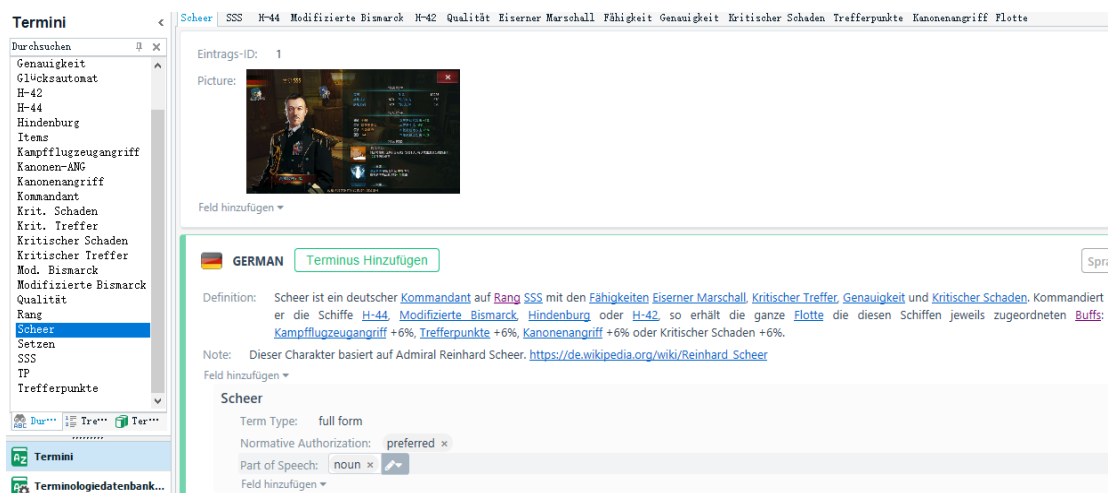 Termini
Durchsuchen
Genauigkeit
Glücksautomat
H-42
H-44
Hindenburg
Items
Kampfflugzeugangriff
Kanonen-ANG
Kanonenangriff
Kommandant
Krit. Schaden
Krit. Treffer
Kritischer Schaden
Kritischer Treffer
Mod. Bismarck
Modifizierte Bismarck
Qualität
Rang
Scheer
Setzen
SSS
TP
Trefferpunkte
Dur··· Tre··· Ter···
Termini
Terminologiedatenbank...
Scheer SSS H-44 Modifizierte Bismarck H-42 Qualität Eiserner Marschall Fähigkeit Genauigkeit Kritischer Schaden Trefferpunkte Kanonenangriff Flotte
Eintrags-ID: 1
Picture:
Feld hinzufügen
GERMAN Terminus Hinzufügen
Spra
Definition: Scheer ist ein deutscher Kommandant auf Rang SSS mit den Fähigkeiten Eiserner Marschall, Kritischer Treffer, Genauigkeit und Kritischer Schaden. Kommandiert
er die Schiffe H-44, Modifizierte Bismarck, Hindenburg oder H-42, so erhält die ganze Flotte die diesen Schiffen jeweils zugeordneten Buffs:
Kampfflugzeugangriff +6%, Trefferpunkte +6%, Kanonenangriff +6% oder Kritischer Schaden +6%.
Note: Dieser Charakter basiert auf Admiral Reinhard Scheer. https://de.wikipedia.org/wiki/Reinhard_Scheer
Feld hinzufügen
Scheer
Term Type: full form
Normative Authorization: preferred ×
Part of Speech: noun ×
Feld hinzufügen